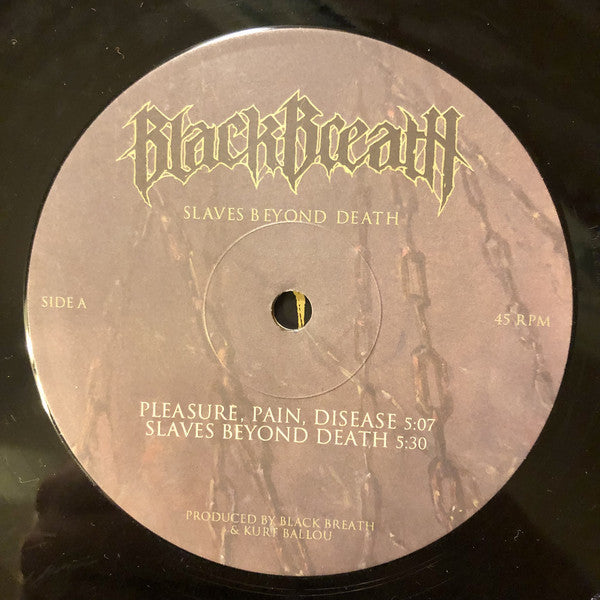 BlackBreath
SLAVES BEYOND DEATH
SIDE A
45 RPM
PLEASURE, PAIN, DISEASE 5:07
SLAVES BEYOND DEATH 5:30
PRODUCED BY BLACK BREATH
& KURT BALLOU